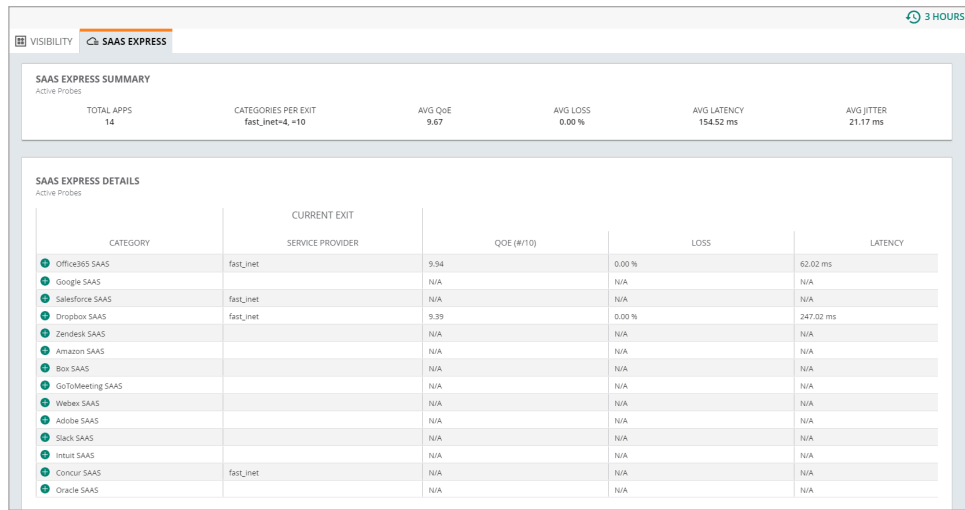 3 HOURS
VISIBILITY SAAS EXPRESS
SAAS EXPRESS SUMMARY
Active Probes
TOTAL APPS CATEGORIES PER EXIT AVG QoE AVG LOSS AVG LATENCY AVG JITTER
14 fast_inet=4, =10 9.67 0.00 % 154.52 ms 21.17 ms
SAAS EXPRESS DETAILS
Active Probes
CURRENT EXIT
CATEGORY SERVICE PROVIDER QOE (#/10) LOSS LATENCY
Office365 SAAS fast_inet 9.94 0.00 % 62.02 ms
Google SAAS N/A N/A N/A
Salesforce SAAS fast_inet N/A N/A N/A
Dropbox SAAS fast_inet 9.39 0.00 % 247.02 ms
Zendesk SAAS N/A N/A N/A
Amazon SAAS N/A N/A N/A
Box SAAS N/A N/A N/A
GoToMeeting SAAS N/A N/A N/A
Webex SAAS N/A N/A N/A
Adobe SAAS N/A N/A N/A
Slack SAAS N/A N/A N/A
Intuit SAAS N/A N/A N/A
Concur SAAS fast_inet N/A N/A N/A
Oracle SAAS N/A N/A N/A